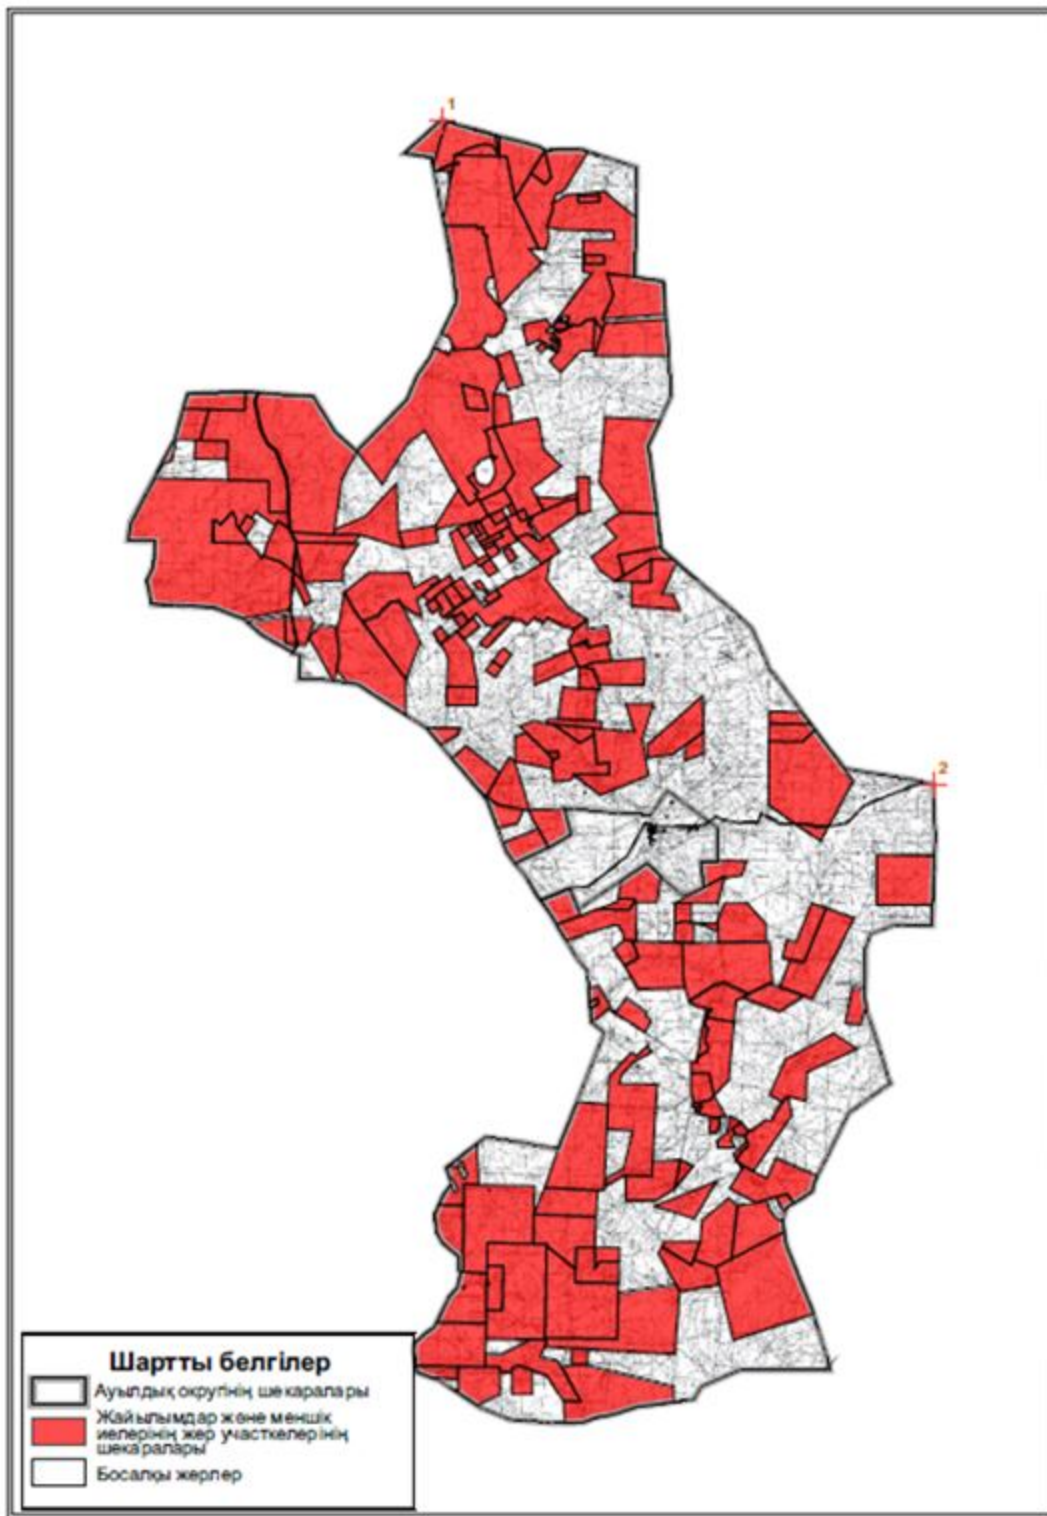 1
2
Шартты белгілер
Ауылдық округінің шекаралары
Жайылымдар және меншік
иелерінің жер участкелерінің
шекаралары
Босалқы жерлер